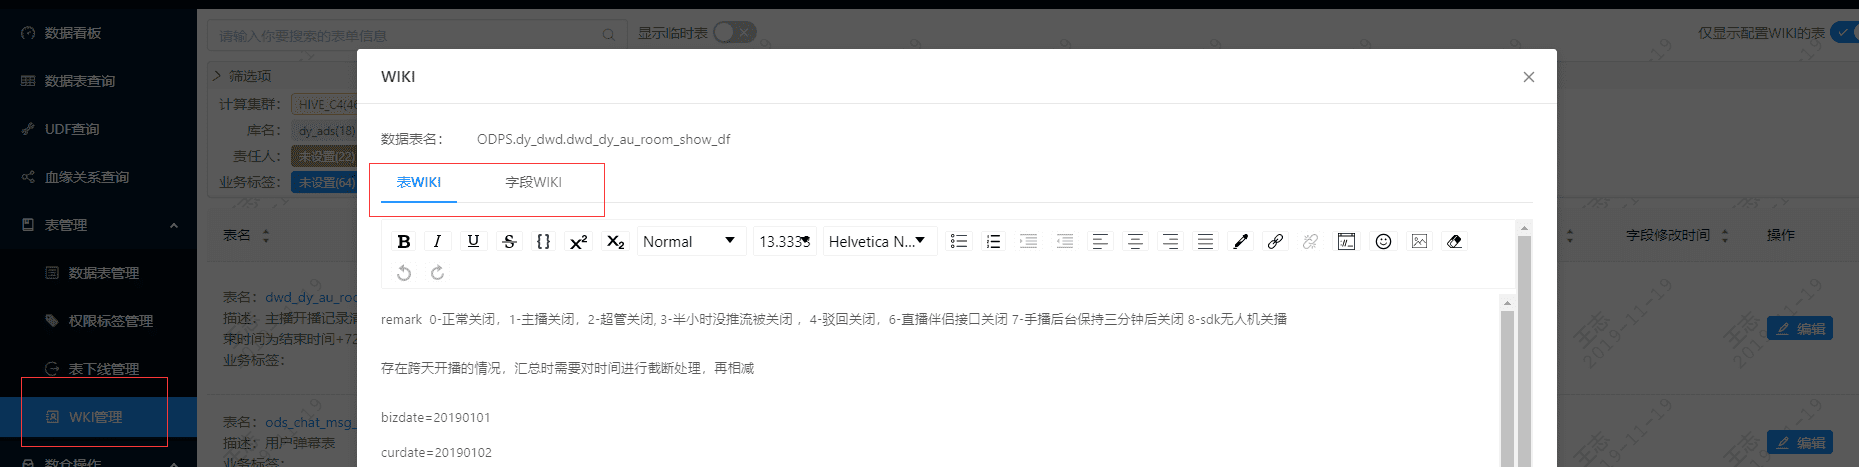 数据看板
请输入你要搜索的表单信息
显示临时表
仅显示配置WIKI的表
数据表查询
筛选项
WIKI
计算集群：
HIVE_C4(46
UDF查询
库名：
dy_ads(18)
数据表名：
ODPS.dy_dwd.dwd_dy_au_room_show_df
责任人：
未设置(22)
血缘关系查询
业务标签：
未设置(64)
表WIKI
字段WIKI
表管理
表名
B I U S {} X² X₂ Normal 13.3333 Helvetica N...
字段修改时间
操作
数据表管理
表名：dwd_dy_au_roo
描述：主播开播记录清
束时间为结束时间+72
业务标签：
权限标签管理
remark 0-正常关闭，1-主播关闭，2-超管关闭, 3-半小时没推流被关闭，4-驳回关闭，6-直播伴侣接口关闭 7-手播后台保持三分钟后关闭 8-sdk无人机关播
编辑
王志
2019-11-19
表下线管理
存在跨天开播的情况，汇总时需要对时间进行截断处理，再相减
WKI管理
bizdate=20190101
表名：ods_chat_msg_
描述：用户弹幕表
业务标签：
编辑
王志
2019-11-19
curdate=20190102
数仓操作